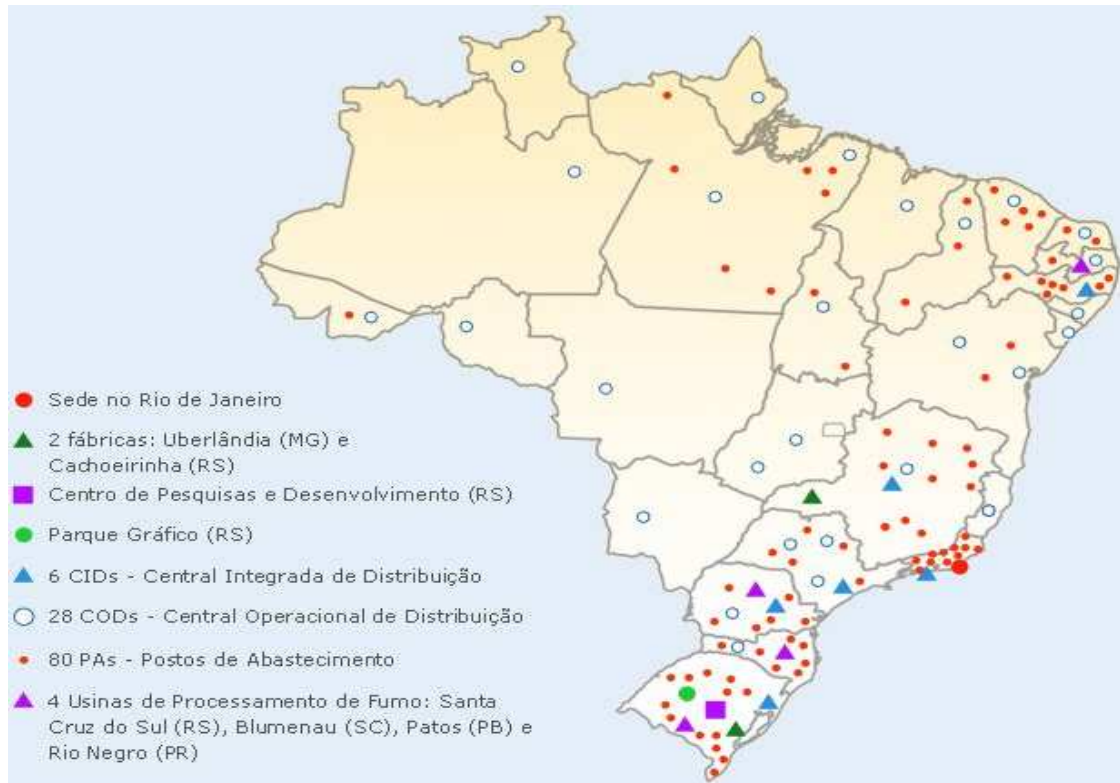 Sede no Rio de Janeiro
2 fábricas: Uberlândia (MG) e
Cachoeirinha (RS)
Centro de Pesquisas e Desenvolvimento (RS)
Parque Gráfico (RS)
6 CIDs - Central Integrada de Distribuição
28 CODs - Central Operacional de Distribuição
80 PAs - Postos de Abastecimento
4 Usinas de Processamento de Fumo: Santa
Cruz do Sul (RS), Blumenau (SC), Patos (PB) e
Rio Negro (PR)